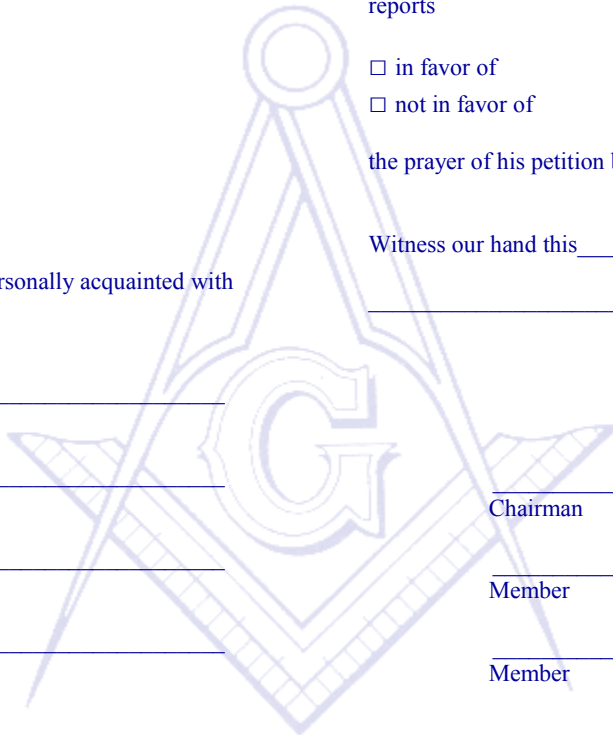 rsonally acquainted with
reports
☐ in favor of
☐ not in favor of
the prayer of his petition
Witness our hand this
Chairman
Member
Member
G